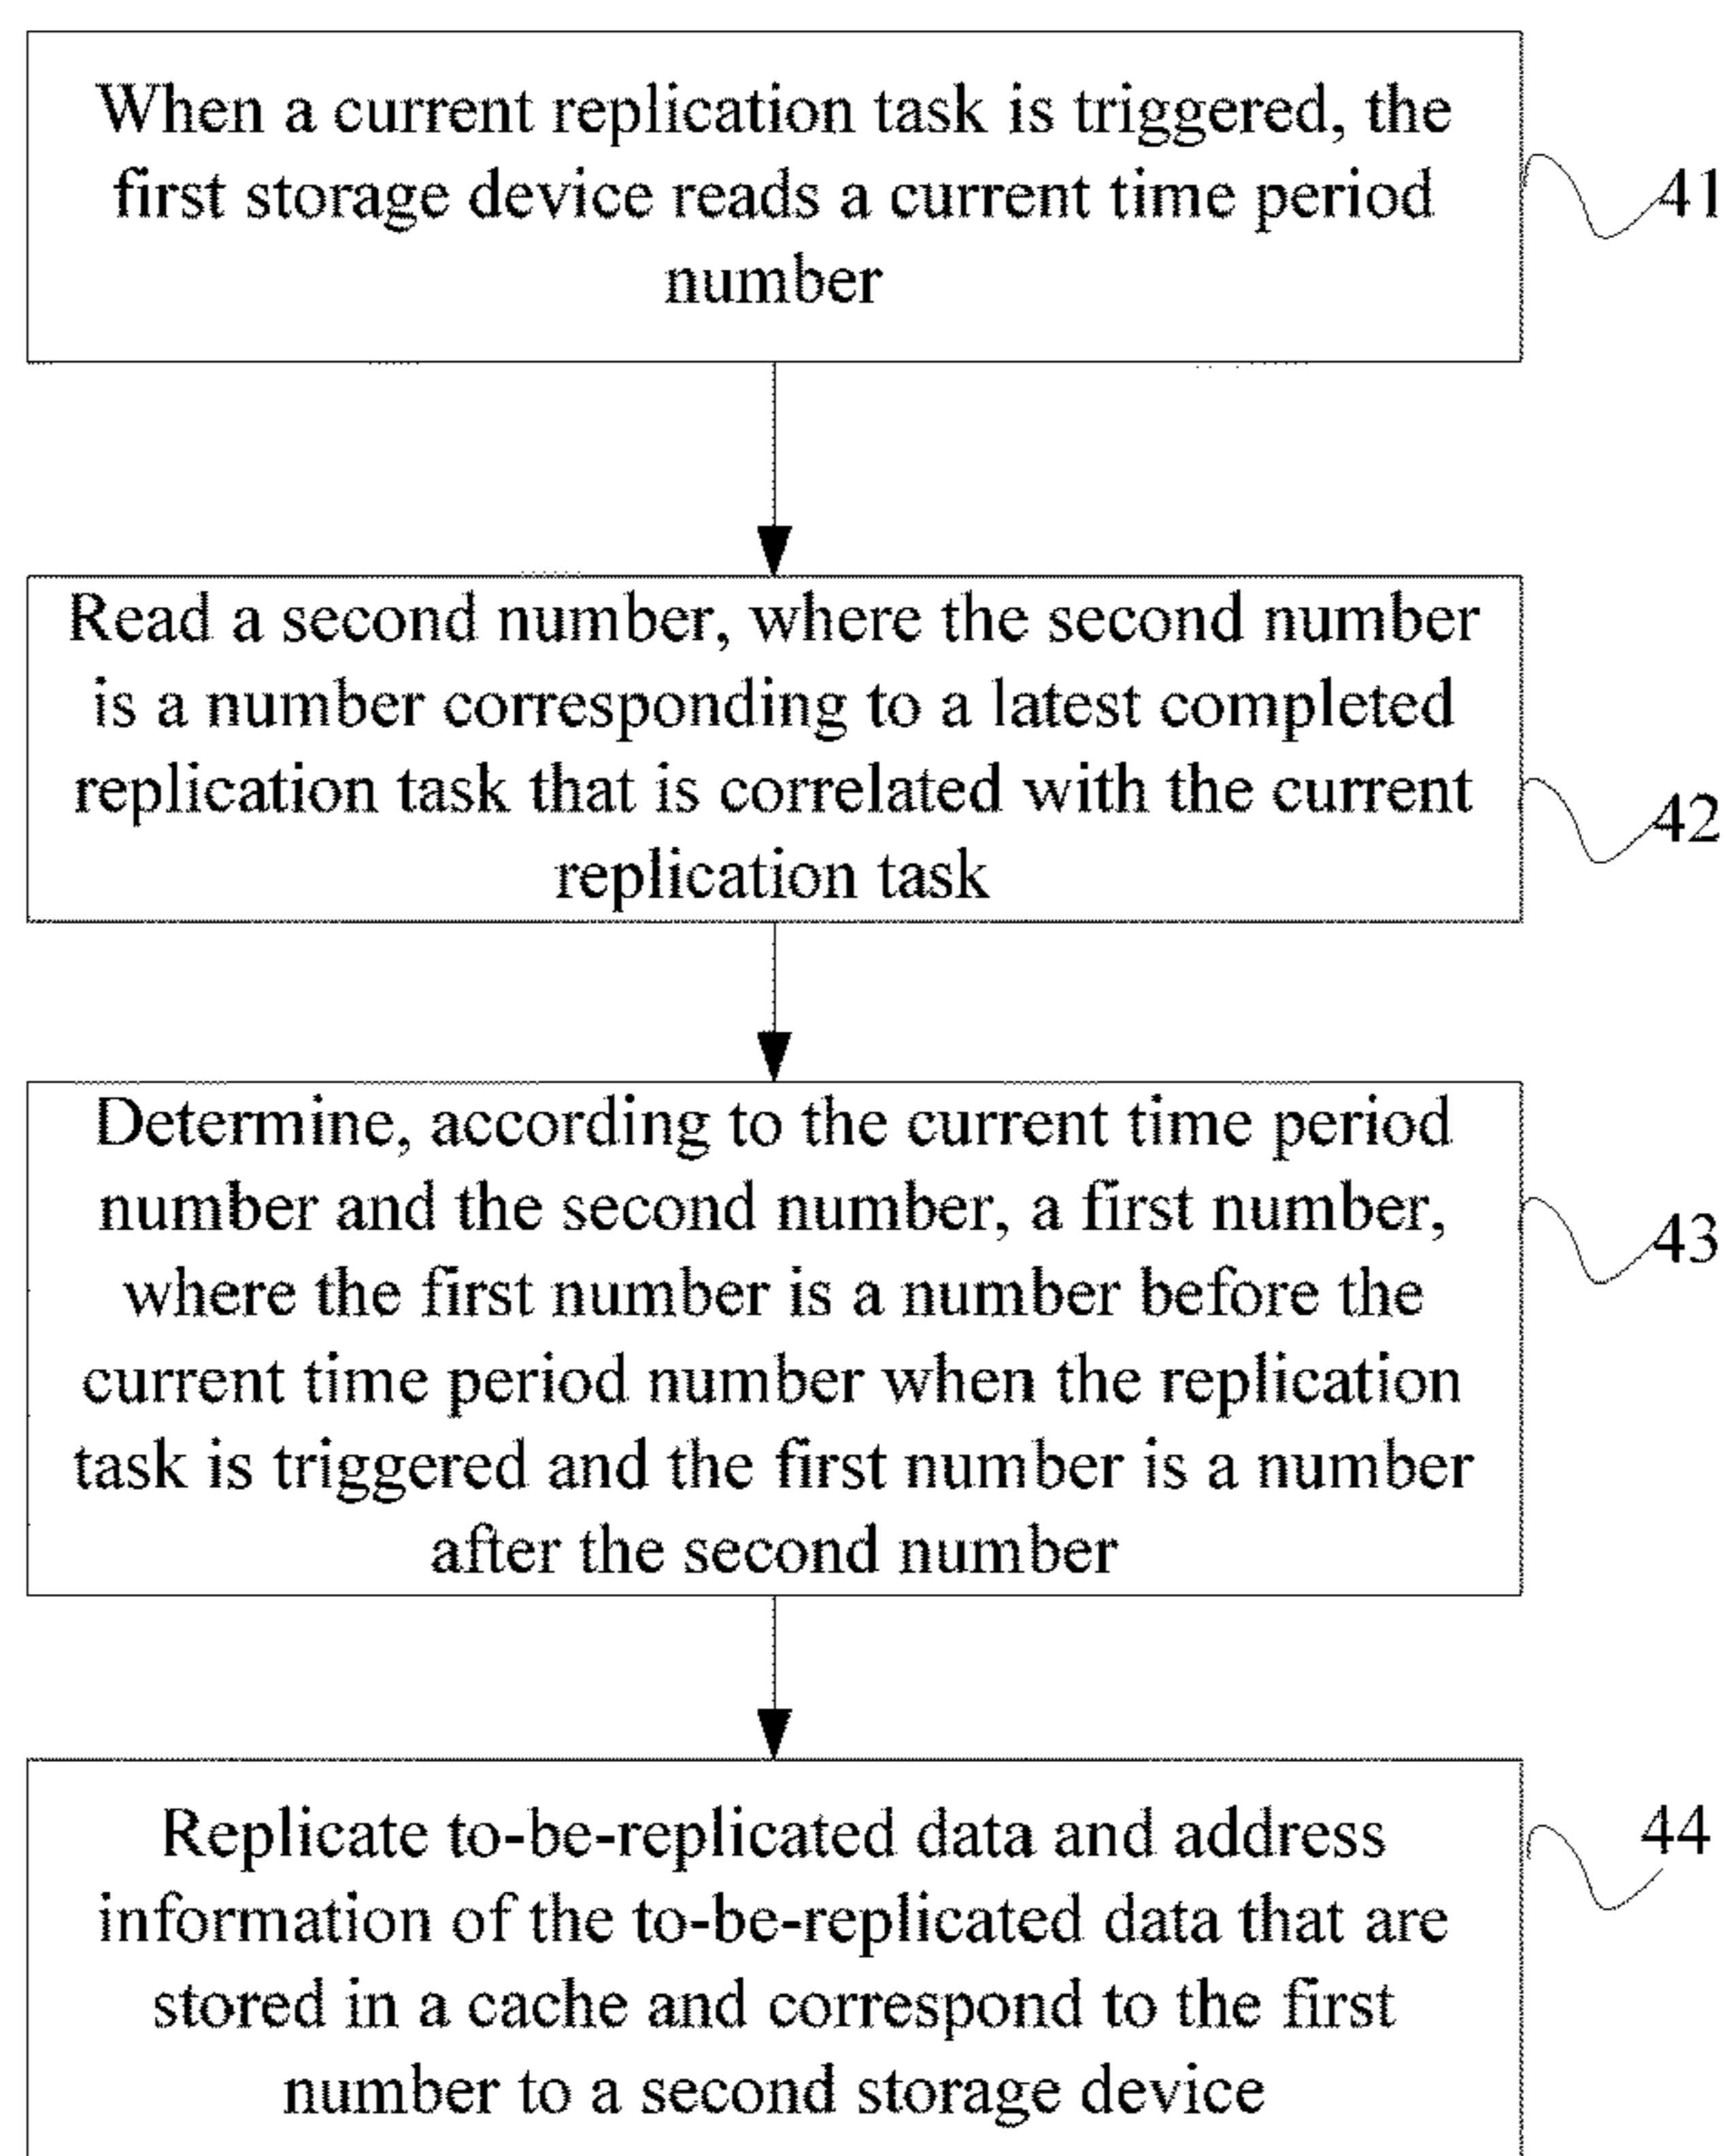 When a current replication task is triggered, the
first storage device reads a current time period
number
41
Read a second number, where the second number
is a number corresponding to a latest completed
replication task that is correlated with the current
replication task
42
Determine, according to the current time period
number and the second number, a first number,
where the first number is a number before the
current time period number when the replication
task is triggered and the first number is a number
after the second number
43
Replicate to-be-replicated data and address
information of the to-be-replicated data that are
stored in a cache and correspond to the first
number to a second storage device
44